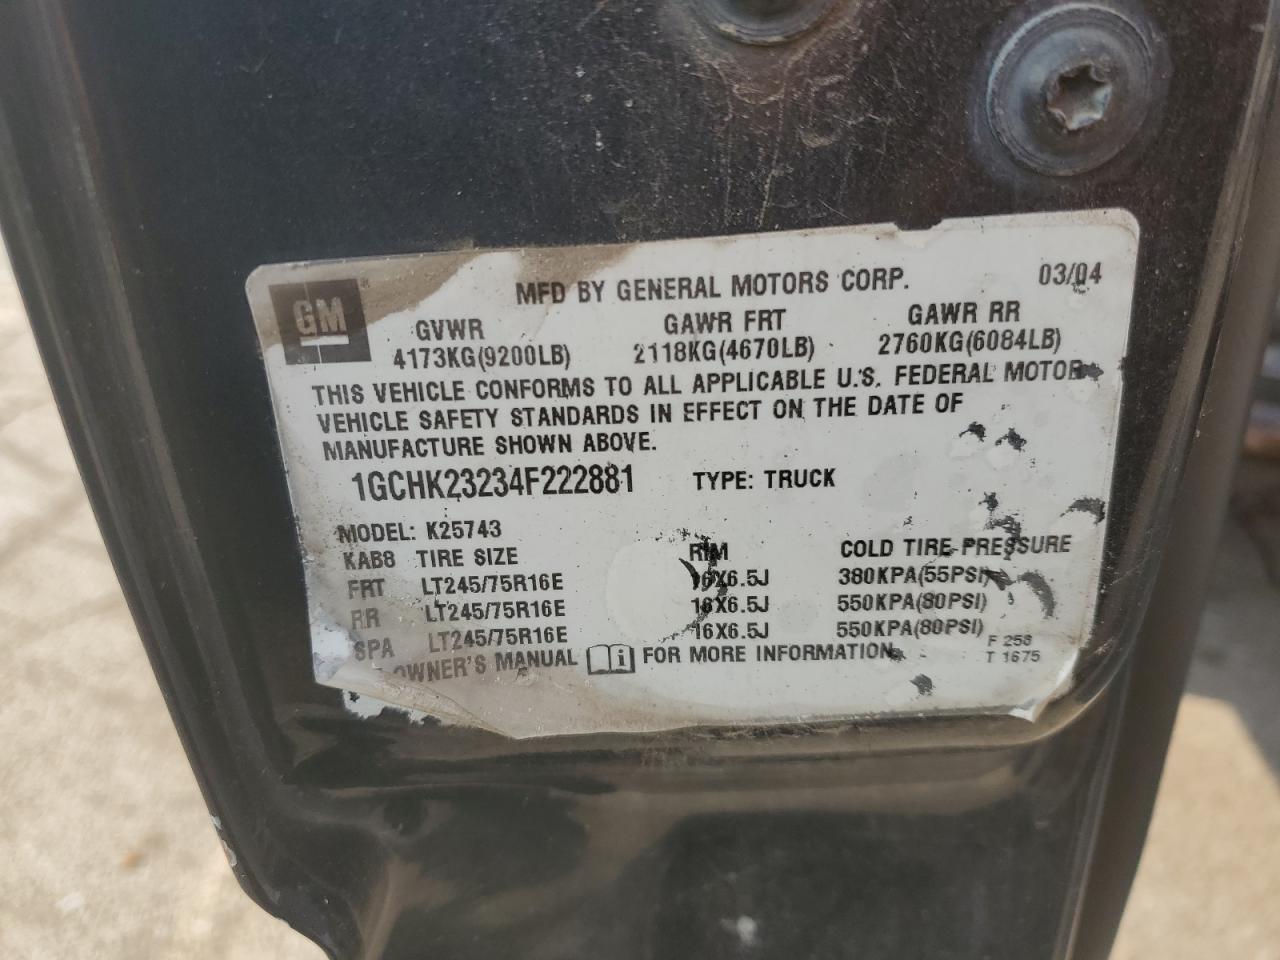 GM
MFD BY GENERAL MOTORS CORP. 03/04
GVWR GAWR FRT GAWR RR
4173KG(9200LB) 2118KG(4670LB) 2760KG(6084LB)
THIS VEHICLE CONFORMS TO ALL APPLICABLE U.S. FEDERAL MOTOR
VEHICLE SAFETY STANDARDS IN EFFECT ON THE DATE OF
MANUFACTURE SHOWN ABOVE.
1GCHK23234F222881 TYPE: TRUCK
MODEL: K25743
KAB8 TIRE SIZE RIM COLD TIRE PRESSURE
FRT LT245/75R16E 16X6.5J 380KPA(55PSI)
RR LT245/75R16E 16X6.5J 550KPA(80PSI)
SPA LT245/75R16E 16X6.5J 550KPA(80PSI)
OWNER'S MANUAL FOR MORE INFORMATION
F 258
T 1675